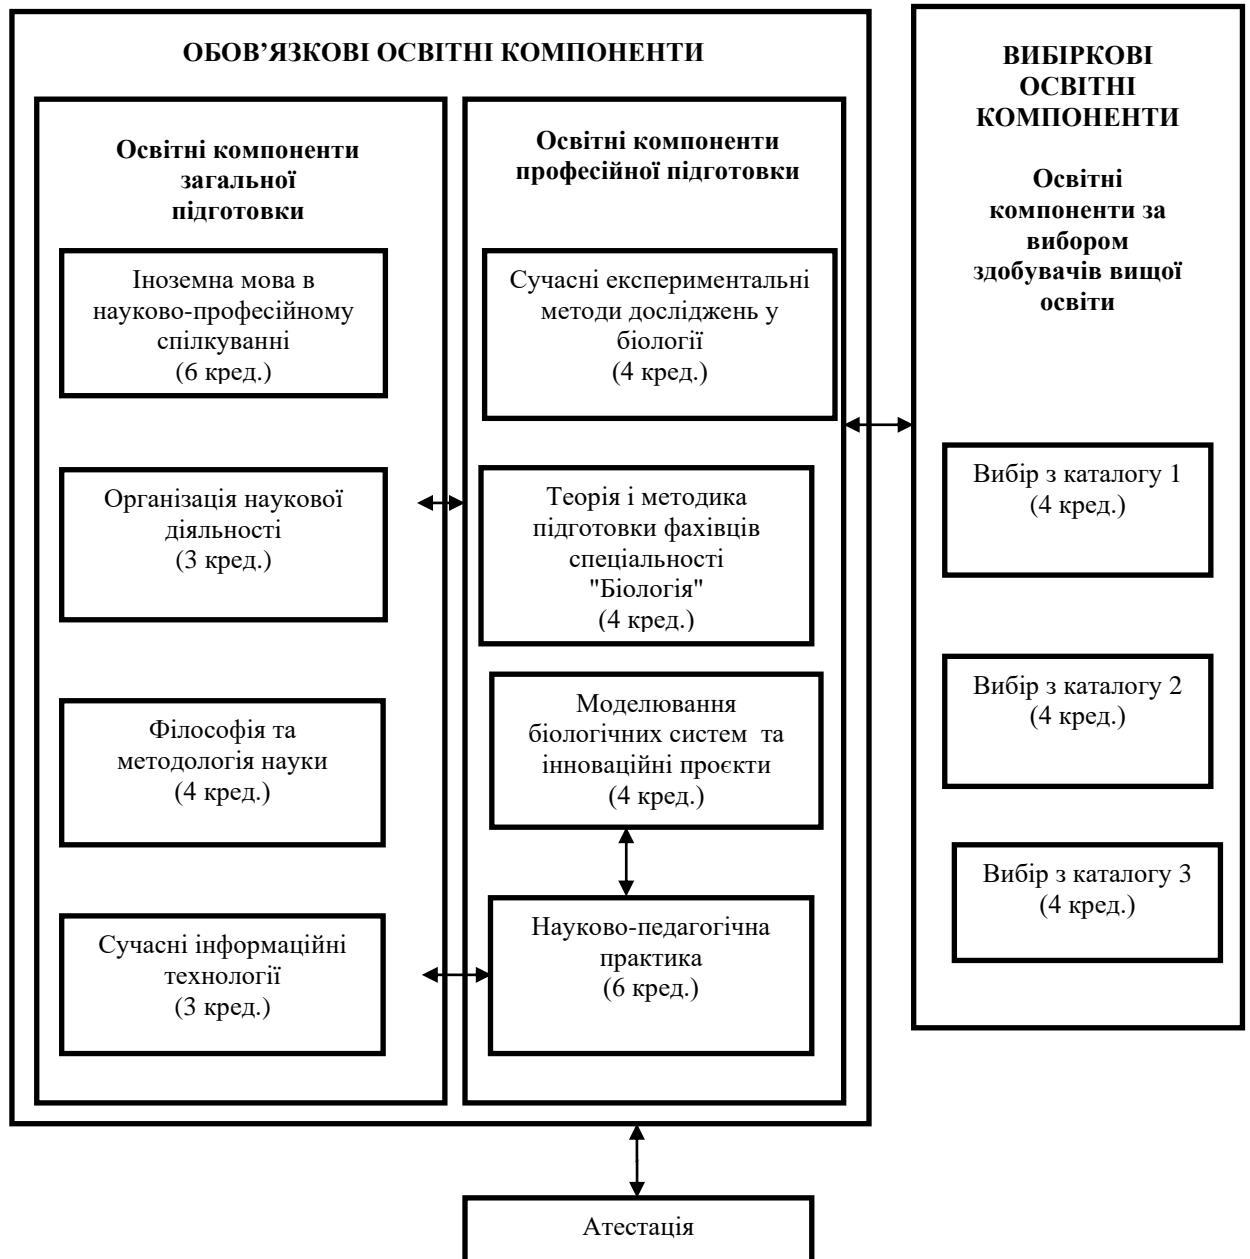 ОБОВ’ЯЗКОВІ ОСВІТНІ КОМПОНЕНТИ
Освітні компоненти
загальної
підготовки
Іноземна мова в
науково-професійному
спілкуванні
(6 кред.)
Організація наукової
діяльності
(3 кред.)
Філософія та
методологія науки
(4 кред.)
Сучасні інформаційні
технології
(3 кред.)
Освітні компоненти
професійної підготовки
Сучасні експериментальні
методи досліджень у
біології
(4 кред.)
Теорія і методика
підготовки фахівців
спеціальності
"Біологія"
(4 кред.)
Моделювання
біологічних систем та
інноваційні проєкти
(4 кред.)
Науково-педагогічна
практика
(6 кред.)
ВИБІРКОВІ
ОСВІТНІ
КОМПОНЕНТИ
Освітні
компоненти за
вибором
здобувачів вищої
освіти
Вибір з каталогу 1
(4 кред.)
Вибір з каталогу 2
(4 кред.)
Вибір з каталогу 3
(4 кред.)
Атестація